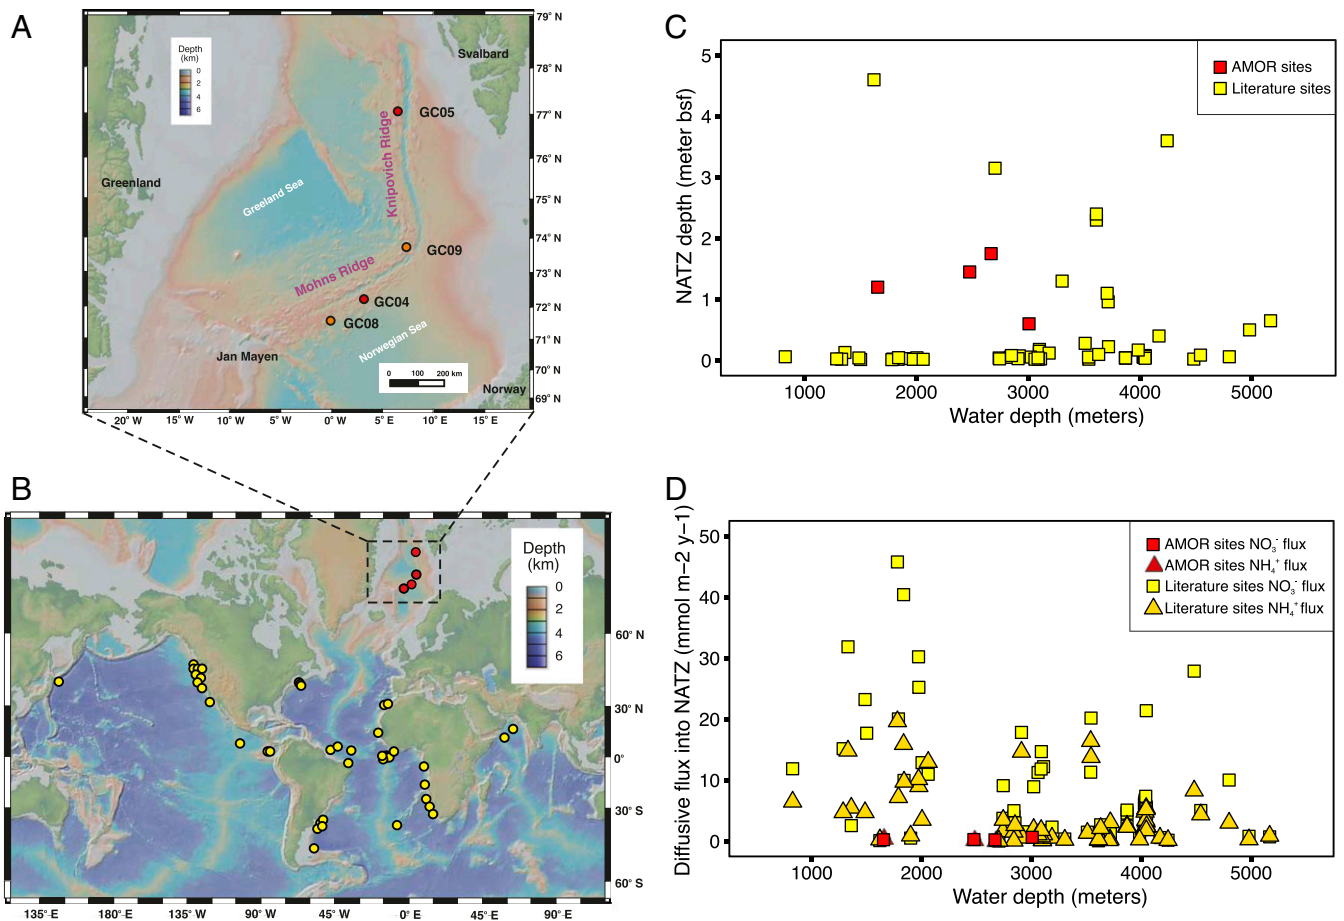 A
Depth
(km)
0
2
4
6
Svalbard
GC05
Knipovich Ridge
Greenland
Greeland Sea
GC09
Mohns Ridge
GC04
GC08
Norwegian Sea
Jan Mayen
0 100 200 km
Norway
79° N
78° N
77° N
76° N
75° N
74° N
73° N
72° N
71° N
70° N
69° N
20° W 15° W 10° W 5° W 0° E 5° E 10° E 15° E
B
Depth
(km)
0
2
4
6
60° N
30° N
0°
30° S
60° S
135° E 180° E 135° W 90° W 45° W 0° E 45° E 90° E
C
AMOR sites
Literature sites
NATZ depth (meter bsf)
5
4
3
2
1
0
1000 2000 3000 4000 5000
Water depth (meters)
D
AMOR sites NO₃⁻ flux
AMOR sites NH₄⁺ flux
Literature sites NO₃⁻ flux
Literature sites NH₄⁺ flux
Diffusive flux into NATZ (mmol m−2 y−1)
50
40
30
20
10
0
1000 2000 3000 4000 5000
Water depth (meters)